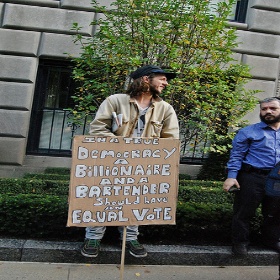 IN A TRUE
DEMOCRACY
A
BILLIONAIRE
AND A
BARTENDER
Should have
AN
EQUAL VOTE